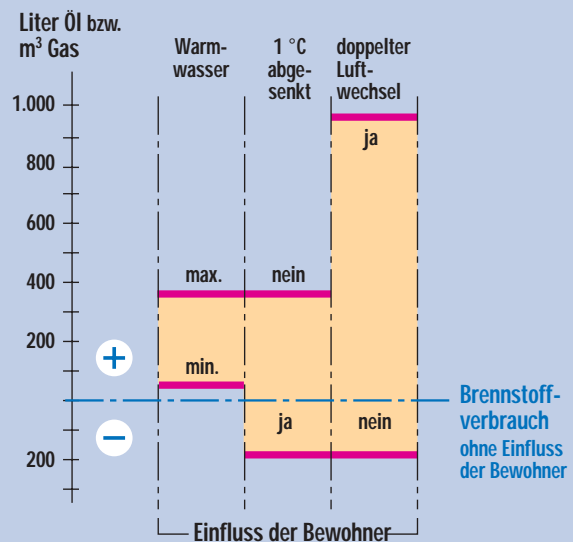 Liter Öl bzw.
m³ Gas
Warm-
wasser
1 °C
abge-
senkt
doppelter
Luft-
wechsel
1.000
800
600
400
200
200
ja
max.
nein
min.
ja
nein
+
−
Brennstoff-
verbrauch
ohne Einfluss
der Bewohner
Einfluss der Bewohner